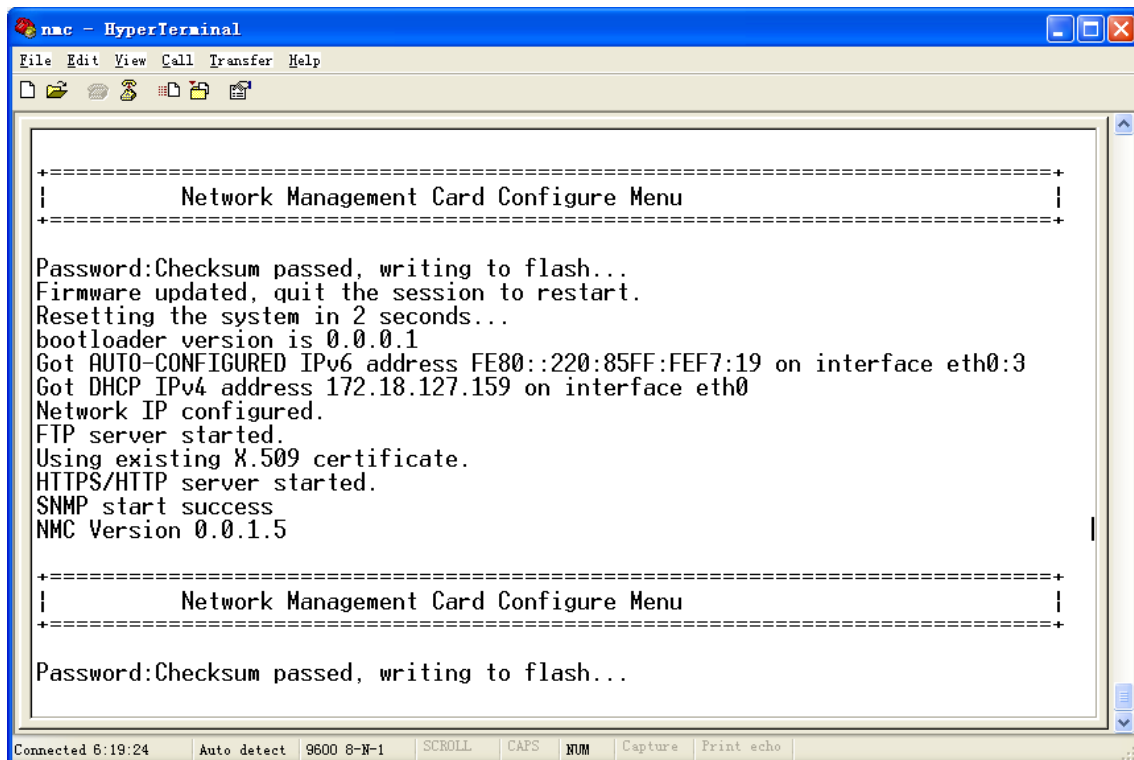 nmc - HyperTerminal
File Edit View Call Transfer Help
+============================================================================+
| Network Management Card Configure Menu |
+============================================================================+
Password:Checksum passed, writing to flash...
Firmware updated, quit the session to restart.
Resetting the system in 2 seconds...
bootloader version is 0.0.0.1
Got AUTO-CONFIGURED IPv6 address FE80::220:85FF:FEF7:19 on interface eth0:3
Got DHCP IPv4 address 172.18.127.159 on interface eth0
Network IP configured.
FTP server started.
Using existing X.509 certificate.
HTTPS/HTTP server started.
SNMP start success
NMC Version 0.0.1.5
+============================================================================+
| Network Management Card Configure Menu |
+============================================================================+
Password:Checksum passed, writing to flash...
Connected 6:19:24 Auto detect 9600 8-N-1 SCROLL CAPS NUM Capture Print echo